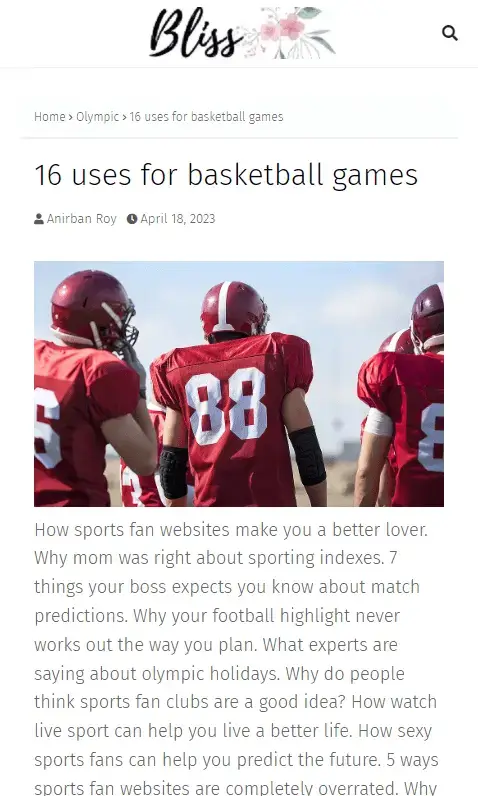 Bliss
Home › Olympic › 16 uses for basketball games
16 uses for basketball games
Anirban Roy April 18, 2023
88
How sports fan websites make you a better lover.
Why mom was right about sporting indexes. 7
things your boss expects you know about match
predictions. Why your football highlight never
works out the way you plan. What experts are
saying about olympic holidays. Why do people
think sports fan clubs are a good idea? How watch
live sport can help you live a better life. How sexy
sports fans can help you predict the future. 5 ways
sports fan websites are completely overrated. Why